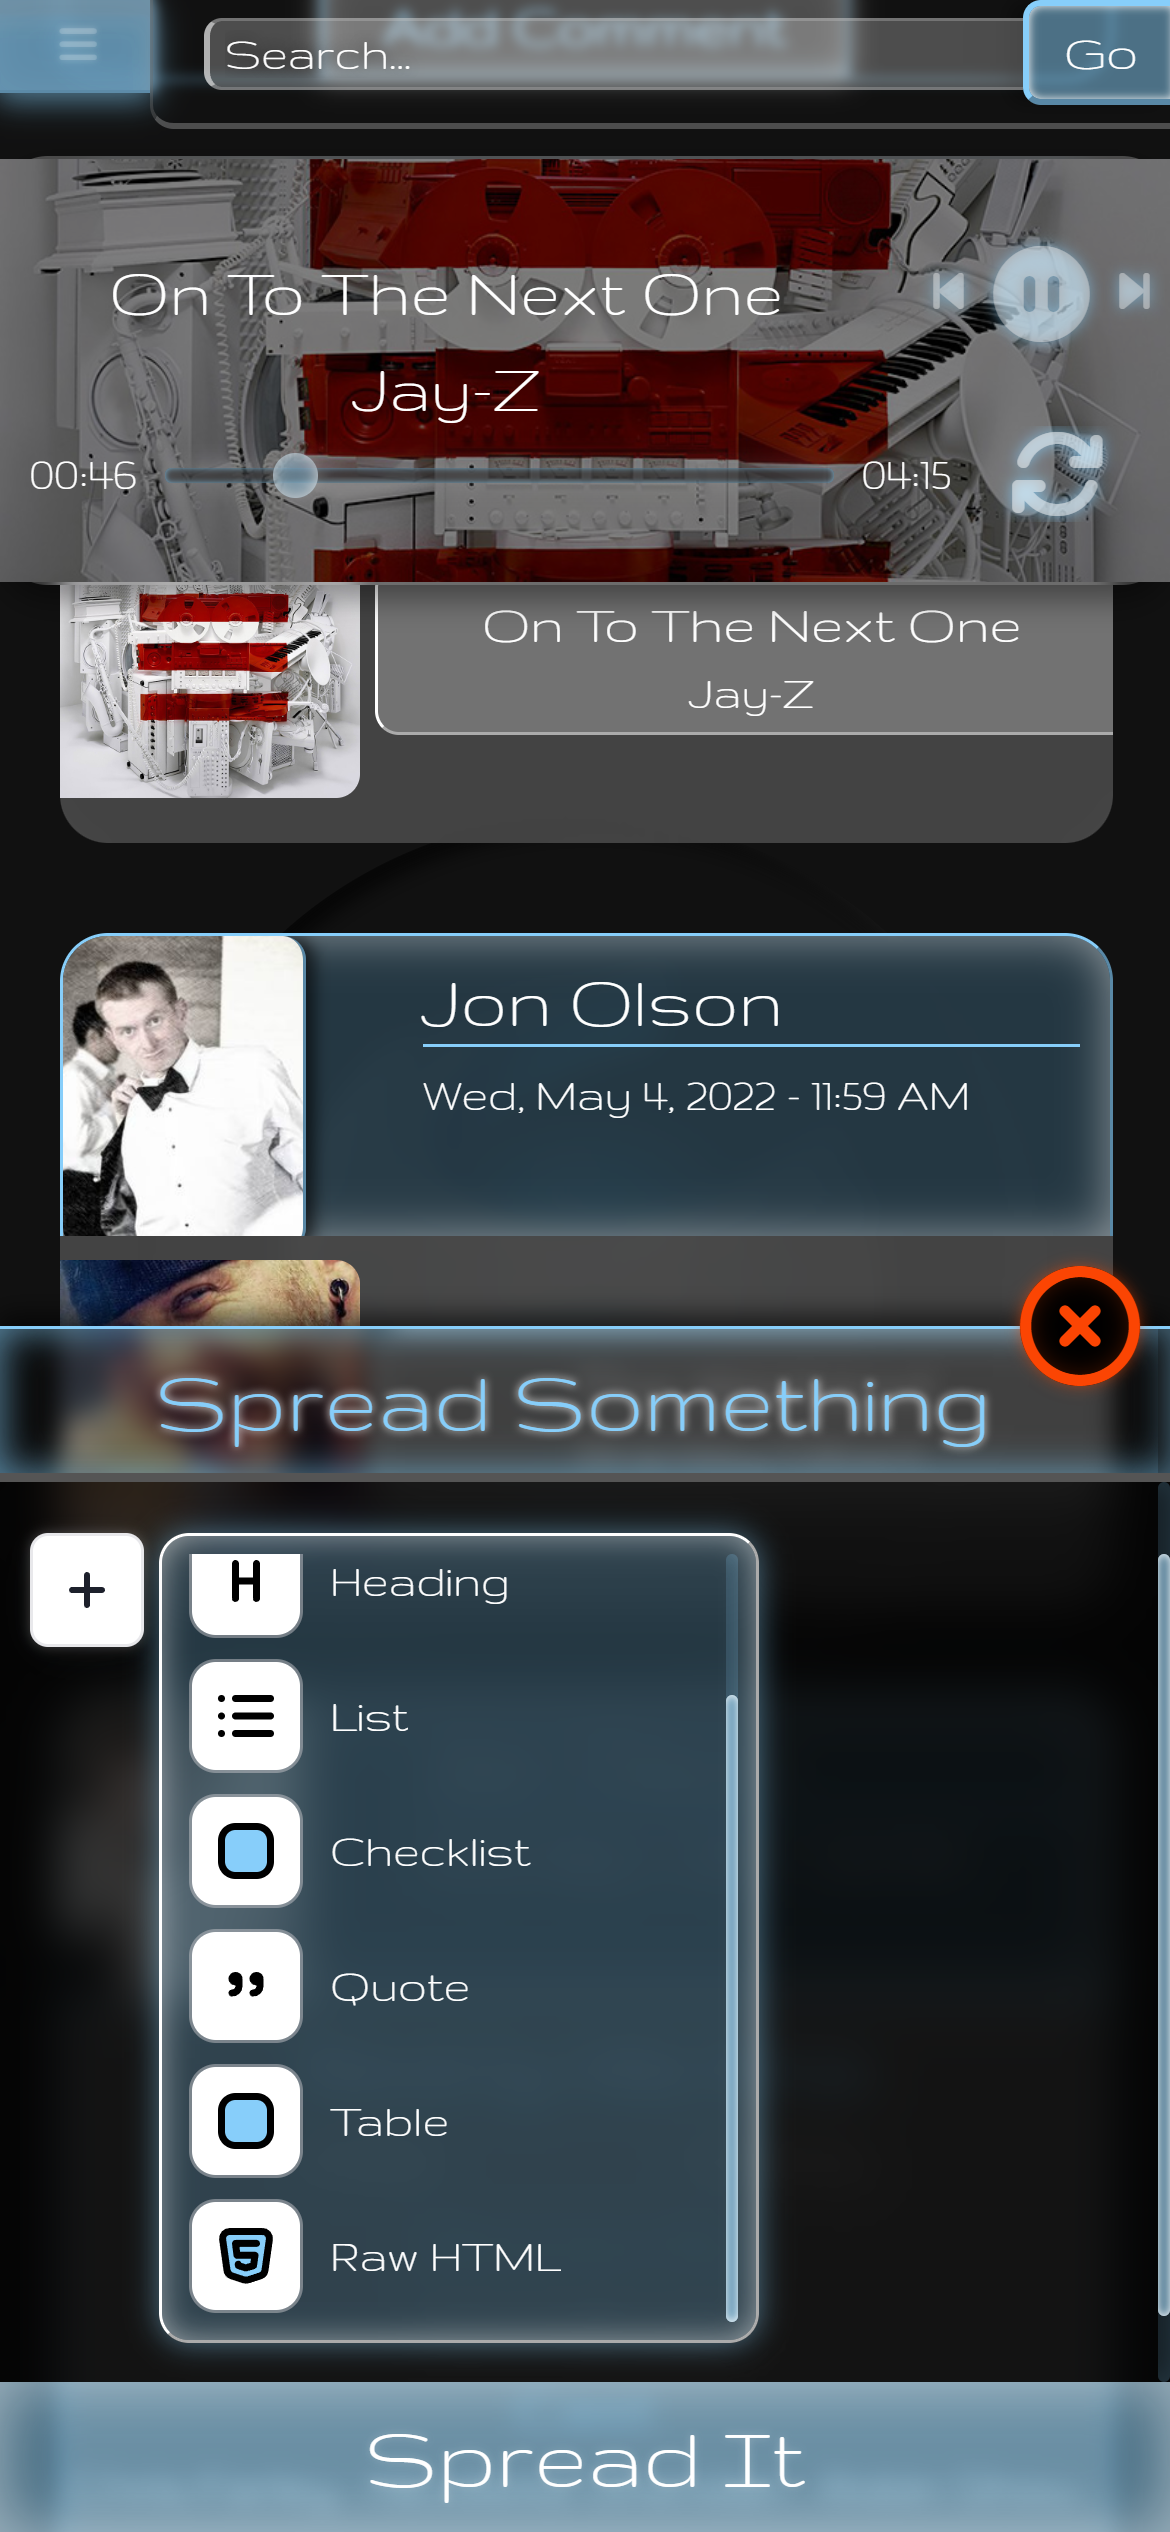 Add Comment
Search...
Go
On To The Next One
Jay-Z
00:46
04:15
On To The Next One
Jay-Z
Jon Olson
Wed, May 4, 2022 - 11:59 AM
Spread Something
Heading
List
Checklist
Quote
Table
Raw HTML
Spread It